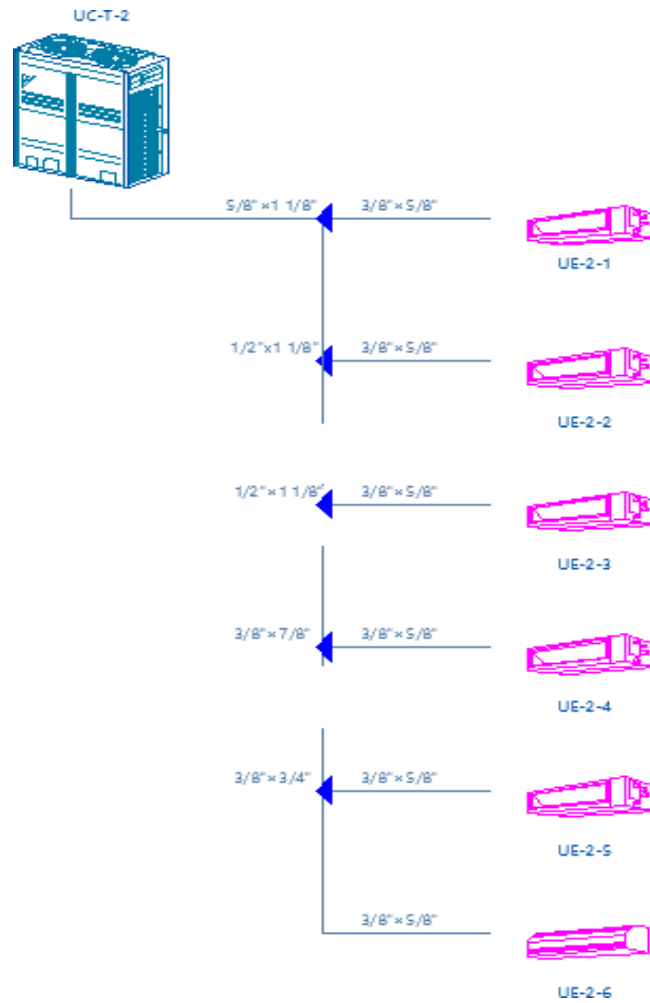 UC-T-2
5/8"×1 1/8" 3/8"×5/8"
UE-2-1
1/2"x1 1/8" 3/8"×5/8"
UE-2-2
1/2"×1 1/8" 3/8"×5/8"
UE-2-3
3/8"×7/8" 3/8"×5/8"
UE-2-4
3/8"×3/4" 3/8"×5/8"
UE-2-5
3/8"×5/8"
UE-2-6